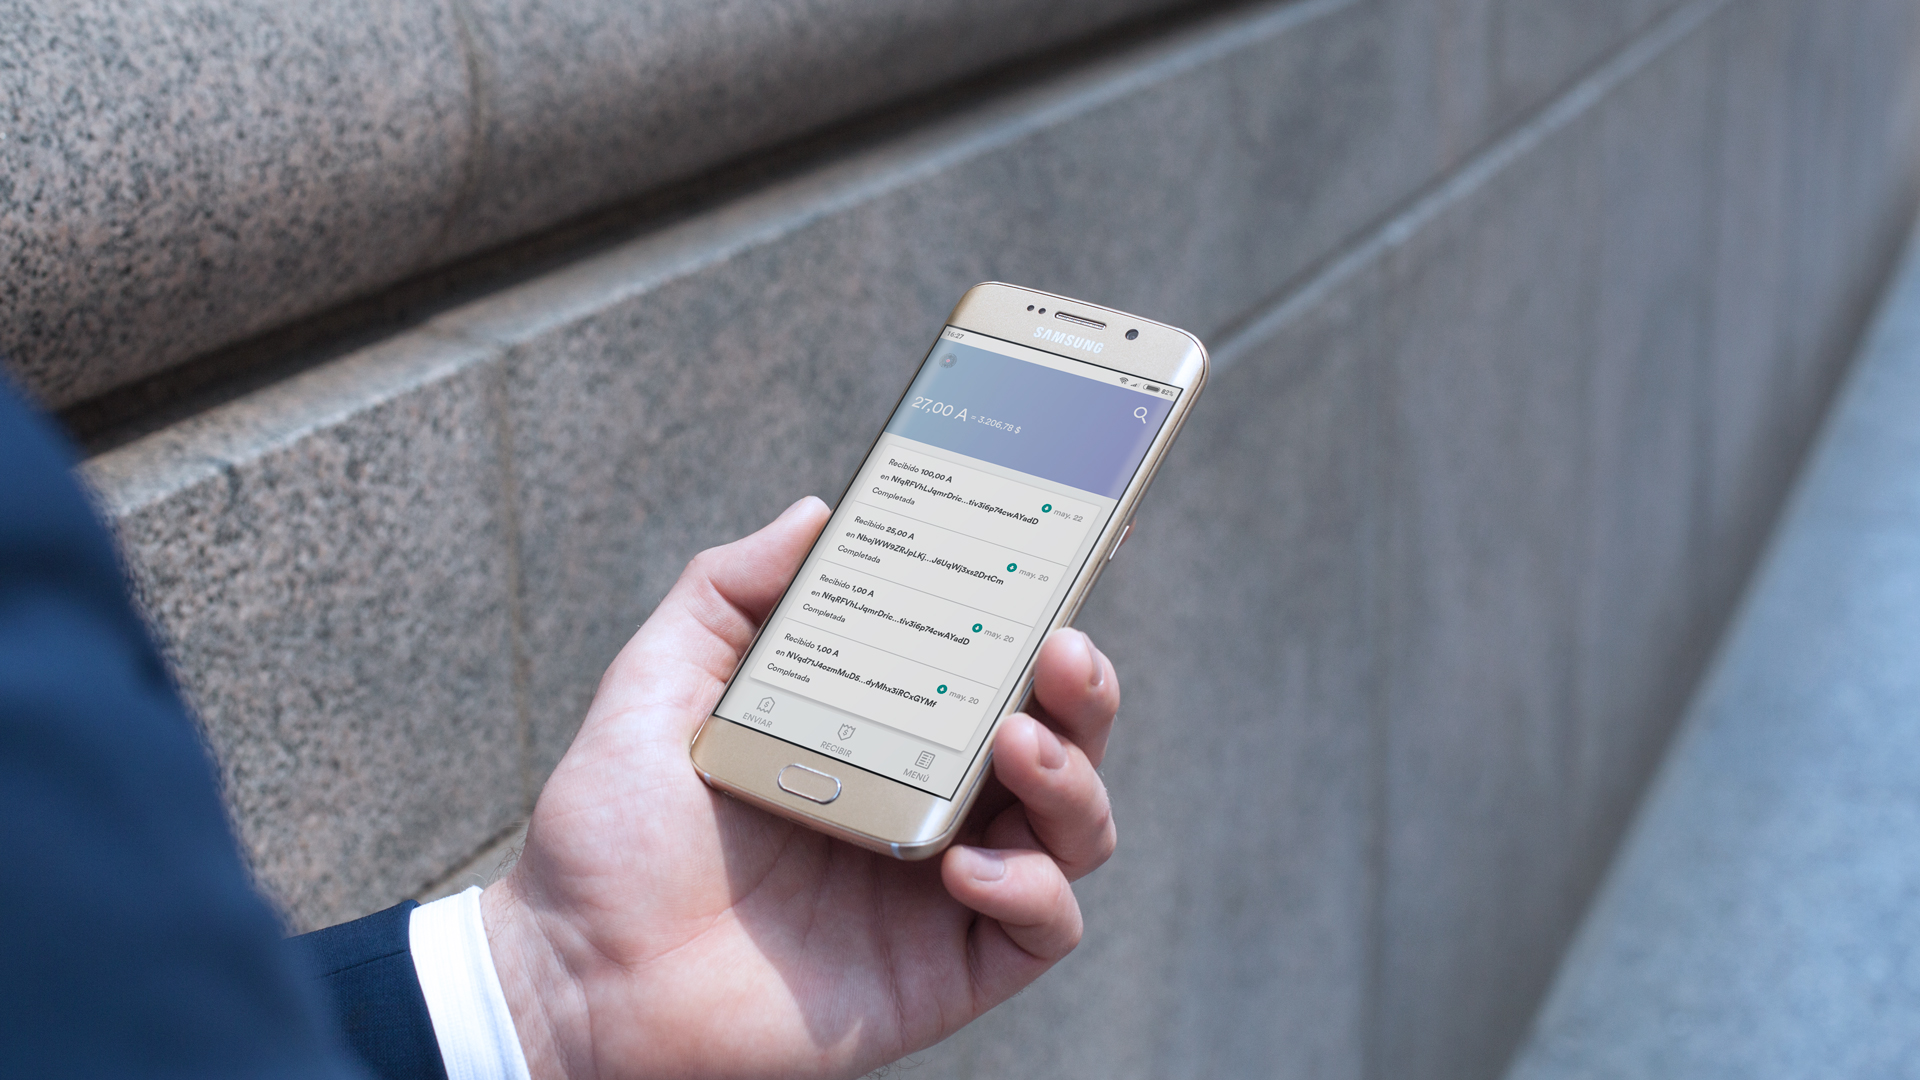 SAMSUNG
16:27
82%
27,00 A = 3.206,78 $
Recibido 100,00 A
en NfqRFVhLJqmrDric...tiv3i6p74cwAYadD
Completada
may. 22
Recibido 25,00 A
en NbojWW9ZRJpLKj...J6UqWj3xs2DrtCm
Completada
may. 20
Recibido 1,00 A
en NfqRFVhLJqmrDric...tiv3i6p74cwAYadD
Completada
may. 20
Recibido 1,00 A
en NVqd71J4ozmMuD5...dyMhx3iRCxGYMf
Completada
may. 20
ENVIAR
RECIBIR
MENÚ